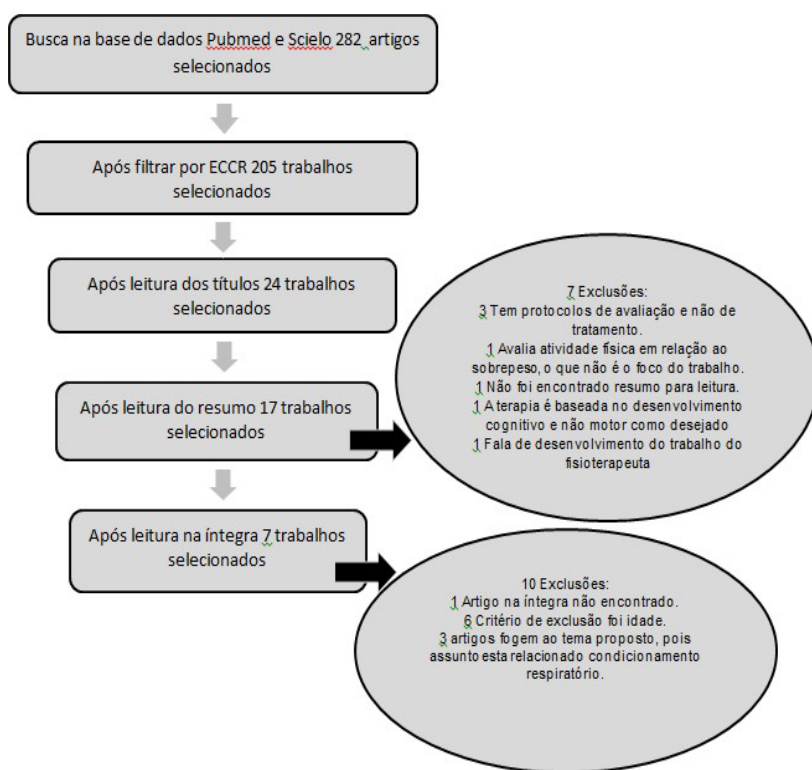 Busca na base de dados Pubmed e Scielo 282 artigos
selecionados
Após filtrar por ECCR 205 trabalhos
selecionados
Após leitura dos títulos 24 trabalhos
selecionados
Após leitura do resumo 17 trabalhos
selecionados
7 Exclusões:
3 Tem protocolos de avaliação e não de
tratamento.
1 Avalia atividade física em relação ao
sobrepeso, o que não é o foco do trabalho.
1 Não foi encontrado resumo para leitura.
1 A terapia é baseada no desenvolvimento
cognitivo e não motor como desejado
1 Fala de desenvolvimento do trabalho do
fisioterapeuta
Após leitura na íntegra 7 trabalhos
selecionados
10 Exclusões:
1 Artigo na íntegra não encontrado.
6 Critério de exclusão foi idade.
3 artigos fogem ao tema proposto, pois
assunto esta relacionado condicionamento
respiratório.